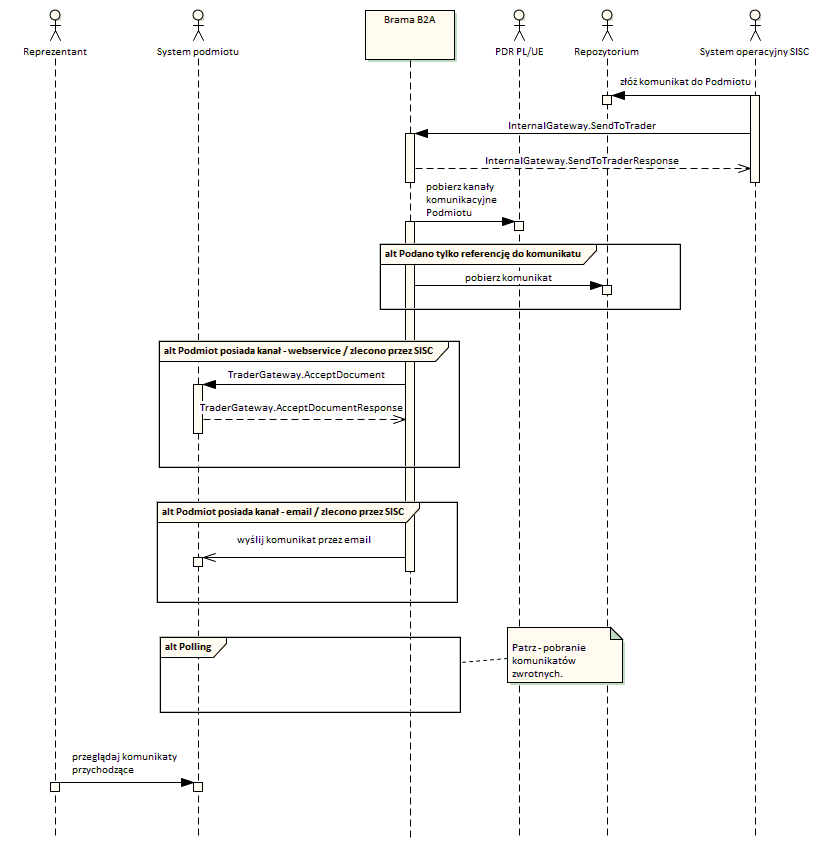 Reprezentant
System podmiotu
Brama B2A
PDR PL/UE
Repozytorium
System operacyjny SISC
złóż komunikat do Podmiotu
InternalGateway.SendToTrader
InternalGateway.SendToTraderResponse
pobierz kanały
komunikacyjne
Podmiotu
alt Podano tylko referencję do komunikatu
pobierz komunikat
alt Podmiot posiada kanał - webservice / zlecono przez SISC
TraderGateway.AcceptDocument
TraderGateway.AcceptDocumentResponse
alt Podmiot posiada kanał - email / zlecono przez SISC
wyślij komunikat przez email
alt Polling
Patrz - pobranie
komunikatów
zwrotnych.
przeglądaj komunikaty
przychodzące